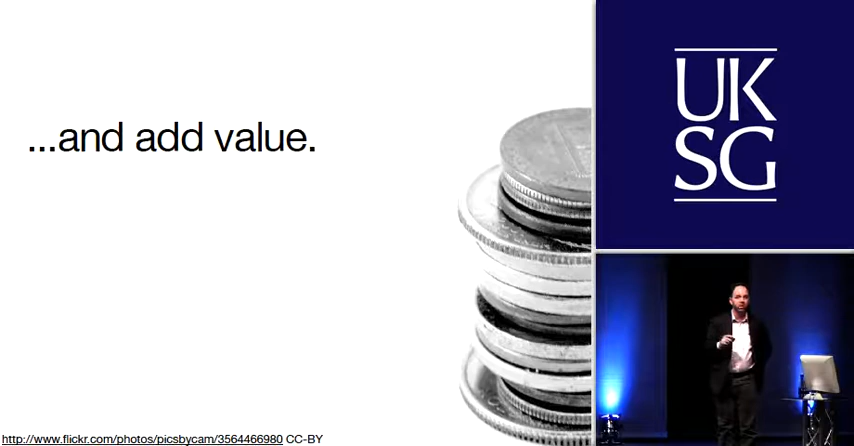 ...and add value.
UK
SG
http://www.flickr.com/photos/picsbycam/3564466980 CC-BY